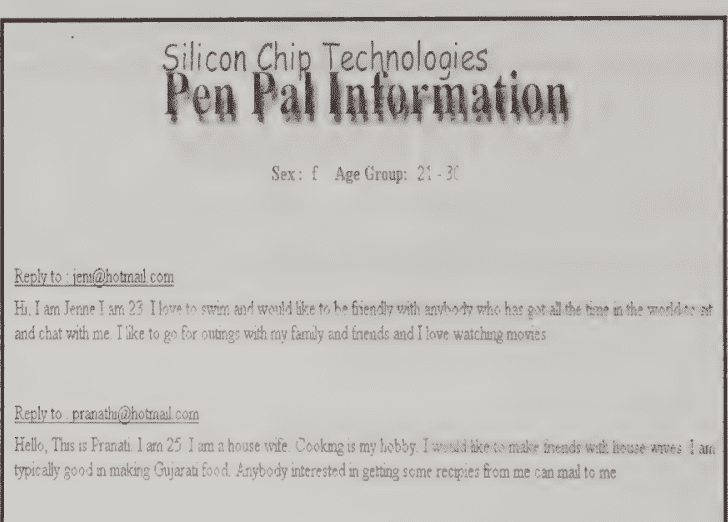 Silicon Chip Technologies
Pen Pal Information
Sex : f Age Group: 21 - 30
Reply to : jeni@hotmail.com
Hi, I am Jenne I am 23 I love to swim and would like to be friendly with anybody who has got all the time in the world to sit
and chat with me. I like to go for outings with my family and friends and I love watching movies
Reply to : pranathi@hotmail.com
Hello, This is Pranati. I am 25 I am a house wife. Cooking is my hobby. I would like to make friends with house wives I am
typically good in making Gujarati food. Anybody interested in getting some recipies from me can mail to me